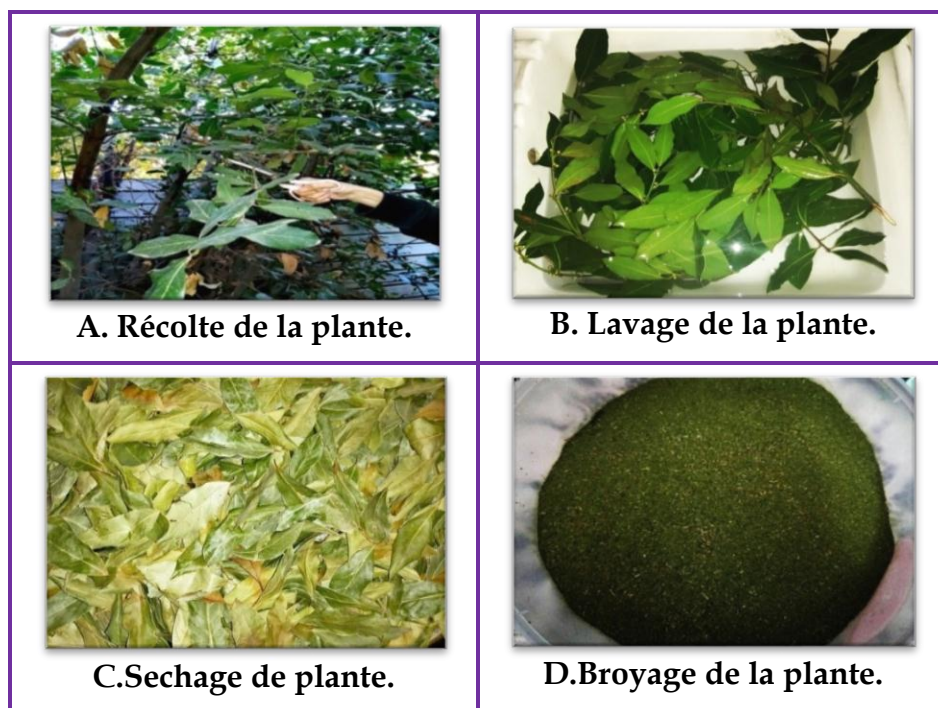 A. Récolte de la plante.
B. Lavage de la plante.
C.Sechage de plante.
D.Broyage de la plante.